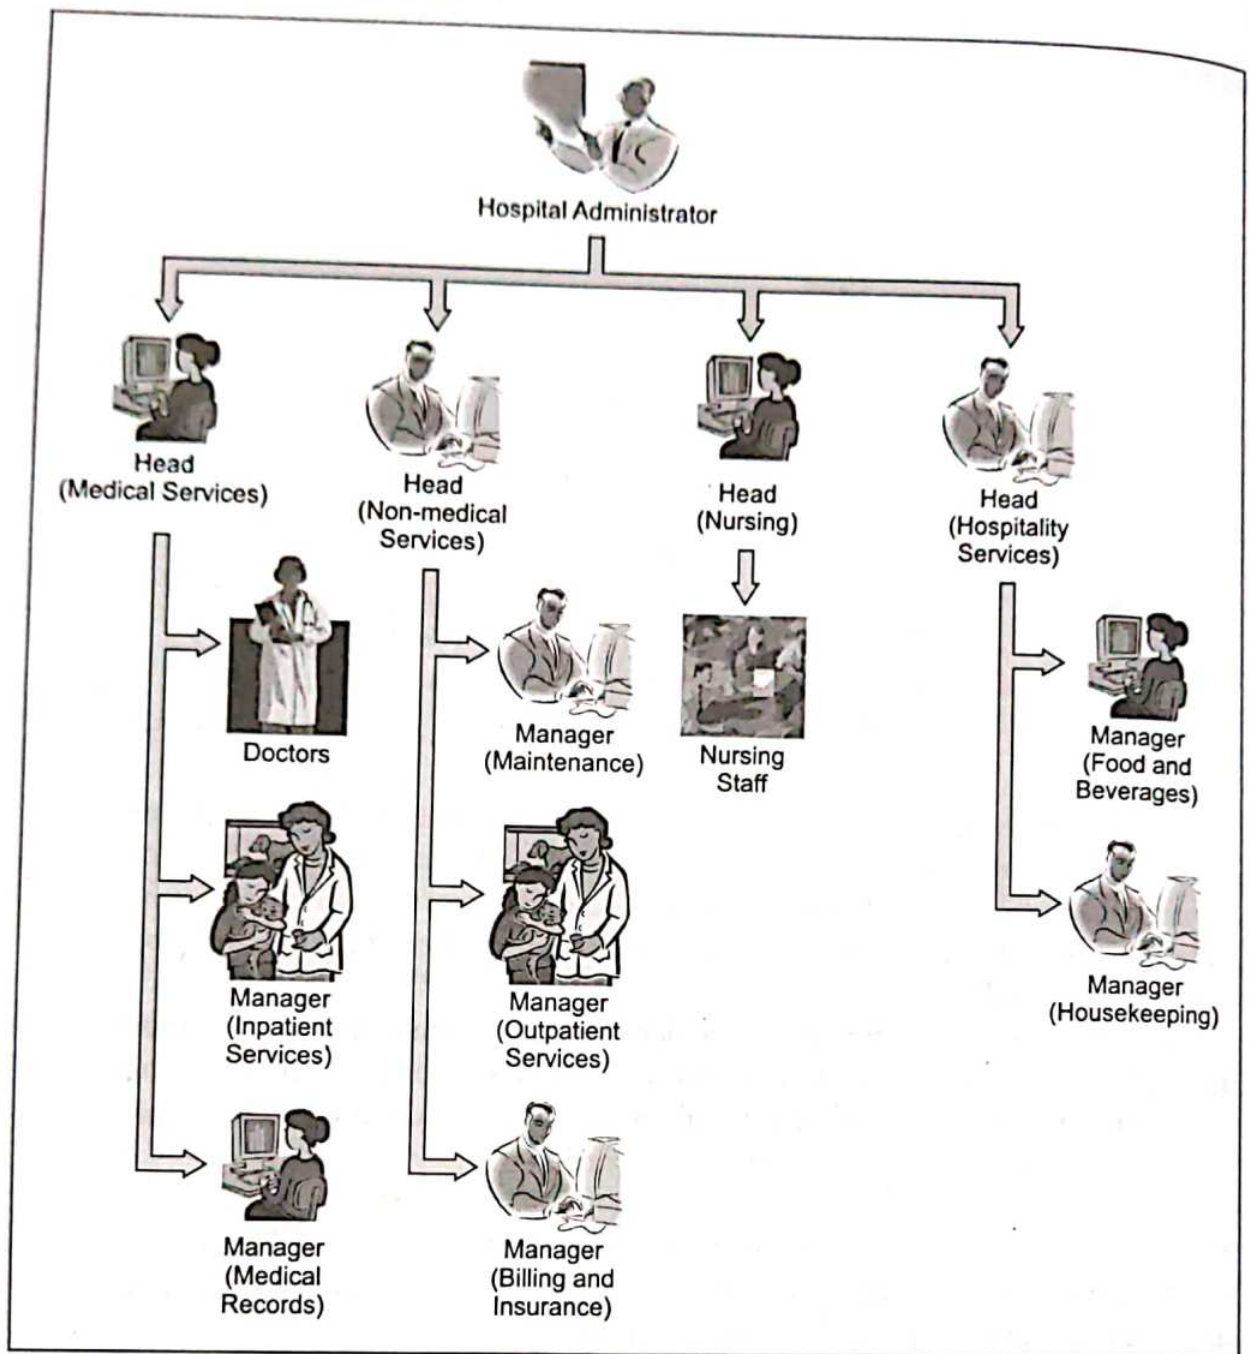 Hospital Administrator
Head
(Medical Services)
Head
(Non-medical
Services)
Head
(Nursing)
Head
(Hospitality
Services)
Doctors
Manager
(Maintenance)
Nursing
Staff
Manager
(Food and
Beverages)
Manager
(Inpatient
Services)
Manager
(Outpatient
Services)
Manager
(Housekeeping)
Manager
(Medical
Records)
Manager
(Billing and
Insurance)